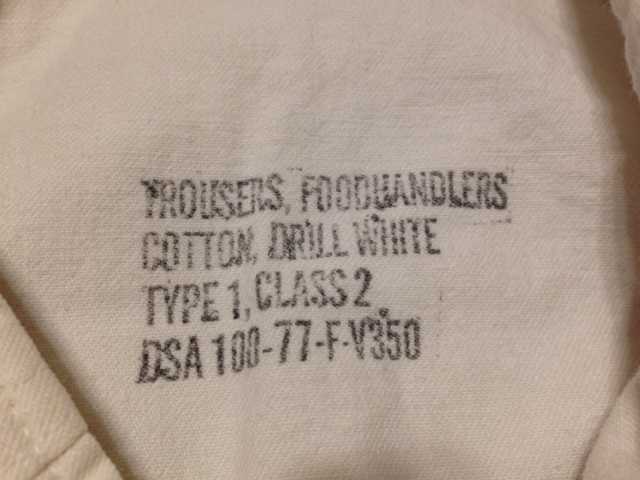 TROUSERS, FOODHANDLERS
COTTON, DRILL WHITE
TYPE 1, CLASS 2
DSA 100-77-F-V350